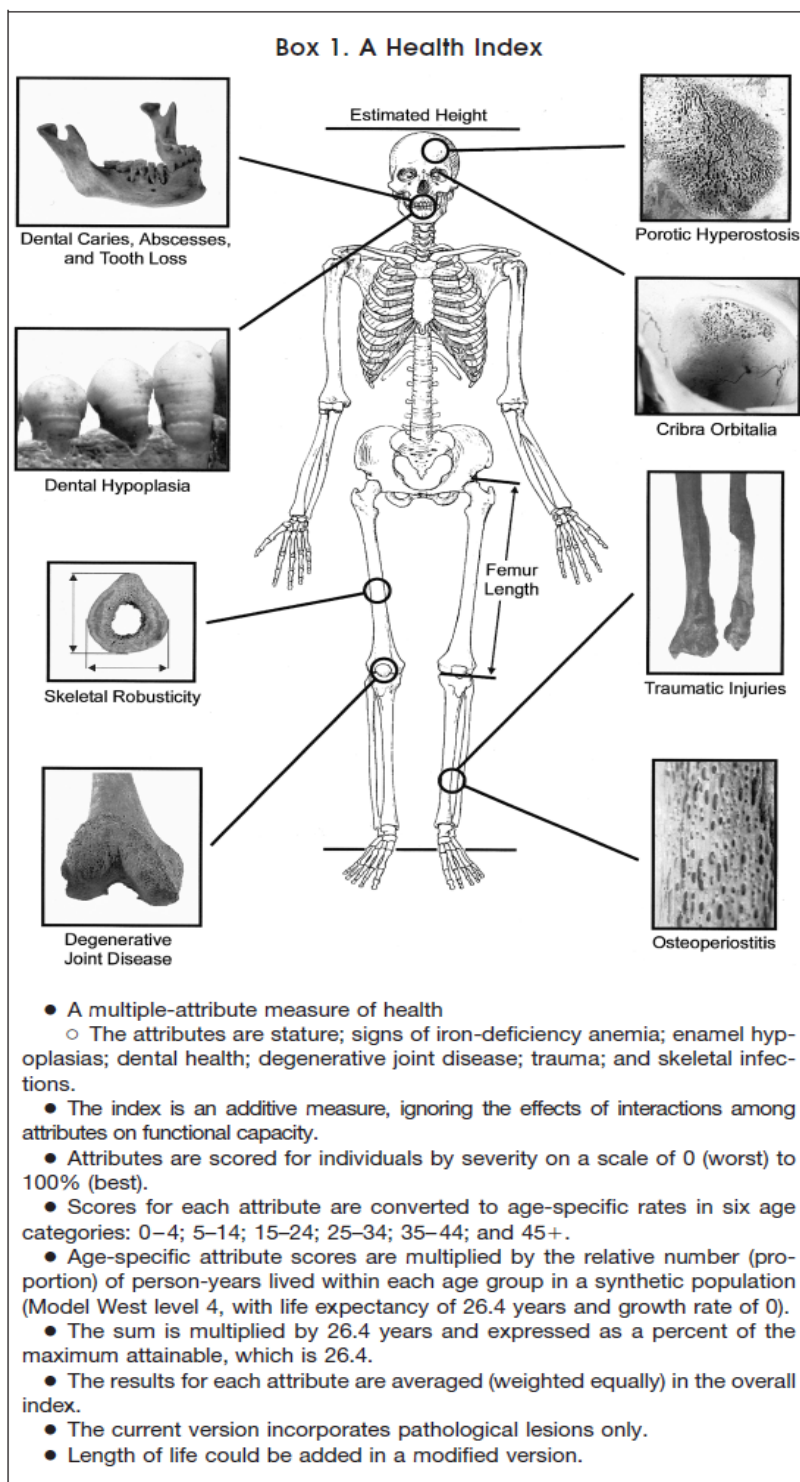 Box 1. A Health Index
Estimated Height
Dental Caries, Abscesses,
and Tooth Loss
Porotic Hyperostosis
Dental Hypoplasia
Cribra Orbitalia
Femur
Length
Skeletal Robusticity
Traumatic Injuries
Degenerative
Joint Disease
Osteoperiostitis
● A multiple-attribute measure of health
○ The attributes are stature; signs of iron-deficiency anemia; enamel hyp-
oplasias; dental health; degenerative joint disease; trauma; and skeletal infec-
tions.
● The index is an additive measure, ignoring the effects of interactions among
attributes on functional capacity.
● Attributes are scored for individuals by severity on a scale of 0 (worst) to
100% (best).
● Scores for each attribute are converted to age-specific rates in six age
categories: 0–4; 5–14; 15–24; 25–34; 35–44; and 45+.
● Age-specific attribute scores are multiplied by the relative number (pro-
portion) of person-years lived within each age group in a synthetic population
(Model West level 4, with life expectancy of 26.4 years and growth rate of 0).
● The sum is multiplied by 26.4 years and expressed as a percent of the
maximum attainable, which is 26.4.
● The results for each attribute are averaged (weighted equally) in the overall
index.
● The current version incorporates pathological lesions only.
● Length of life could be added in a modified version.